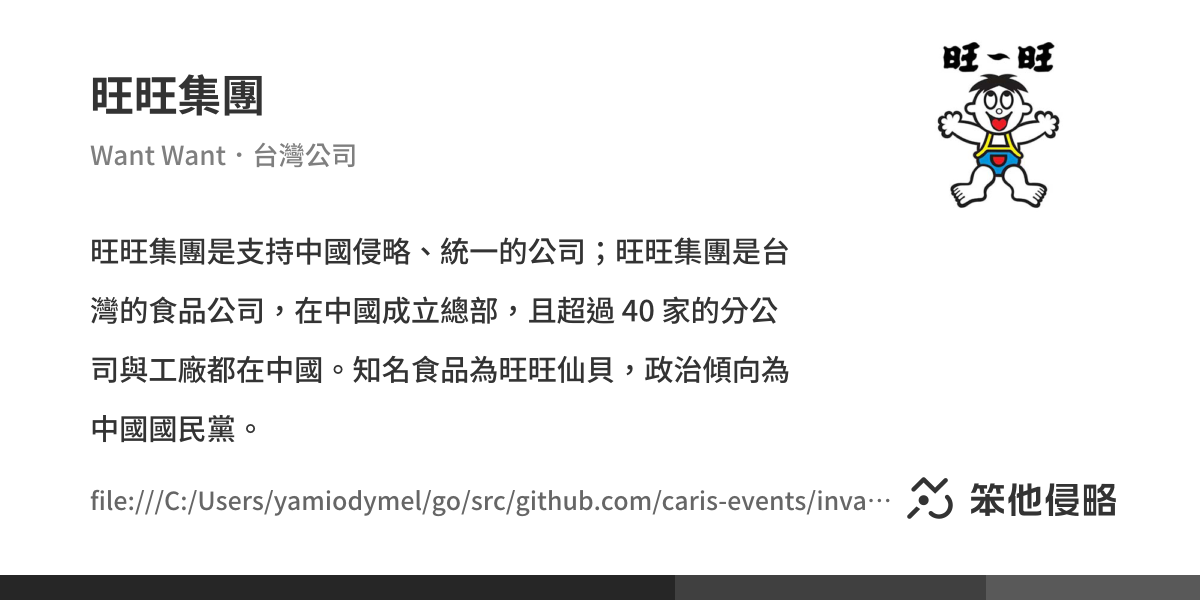 旺一旺
旺旺集團
Want Want・台灣公司
旺旺集團是支持中國侵略、統一的公司；旺旺集團是台
灣的食品公司，在中國成立總部，且超過 40 家的分公
司與工廠都在中國。知名食品為旺旺仙貝，政治傾向為
中國國民黨。
file:///C:/Users/yamiodymel/go/src/github.com/caris-events/inva…
笨他侵略